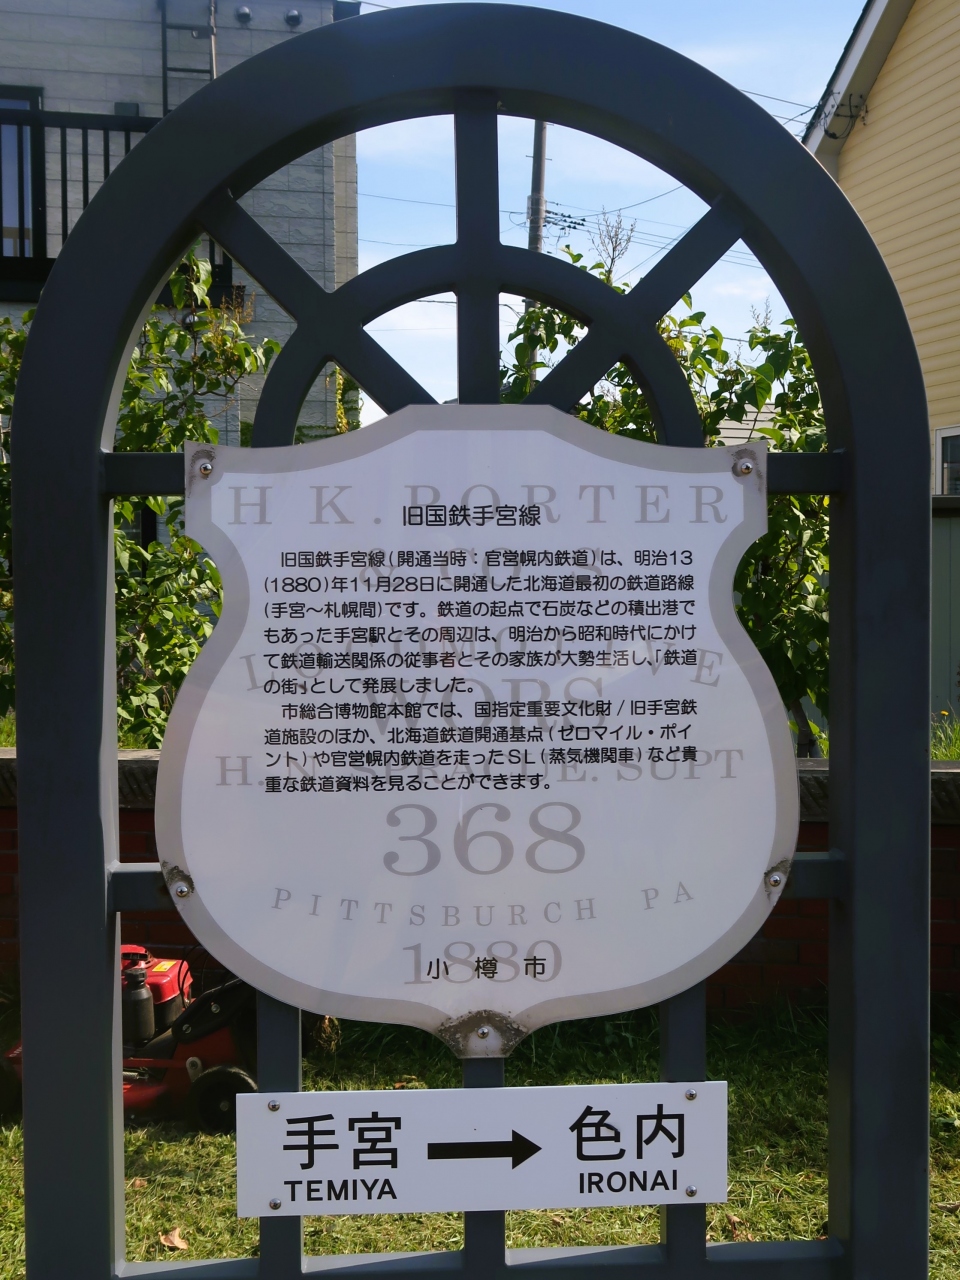 H. K. PORTER
旧国鉄手宮線
旧国鉄手宮線(開通当時:官営幌内鉄道)は、明治13
(1880)年11月28日に開通した北海道最初の鉄道路線
(手宮〜札幌間)です。鉄道の起点で石炭などの積出港で
もあった手宮駅とその周辺は、明治から昭和時代にかけ
て鉄道輸送関係の従事者とその家族が大勢生活し、「鉄道
の街」として発展しました。
市総合博物館本館では、国指定重要文化財/旧手宮鉄
道施設のほか、北海道鉄道開通基点(ゼロマイル・ポイ
ント)や官営幌内鉄道を走ったSL(蒸気機関車)など貴
重な鉄道資料を見ることができます。
LOCOMOTIVE
WORS
SUPT
368
PITTSBURCH PA
1880
小樽市
手宮 → 色内
TEMIYA IRONAI